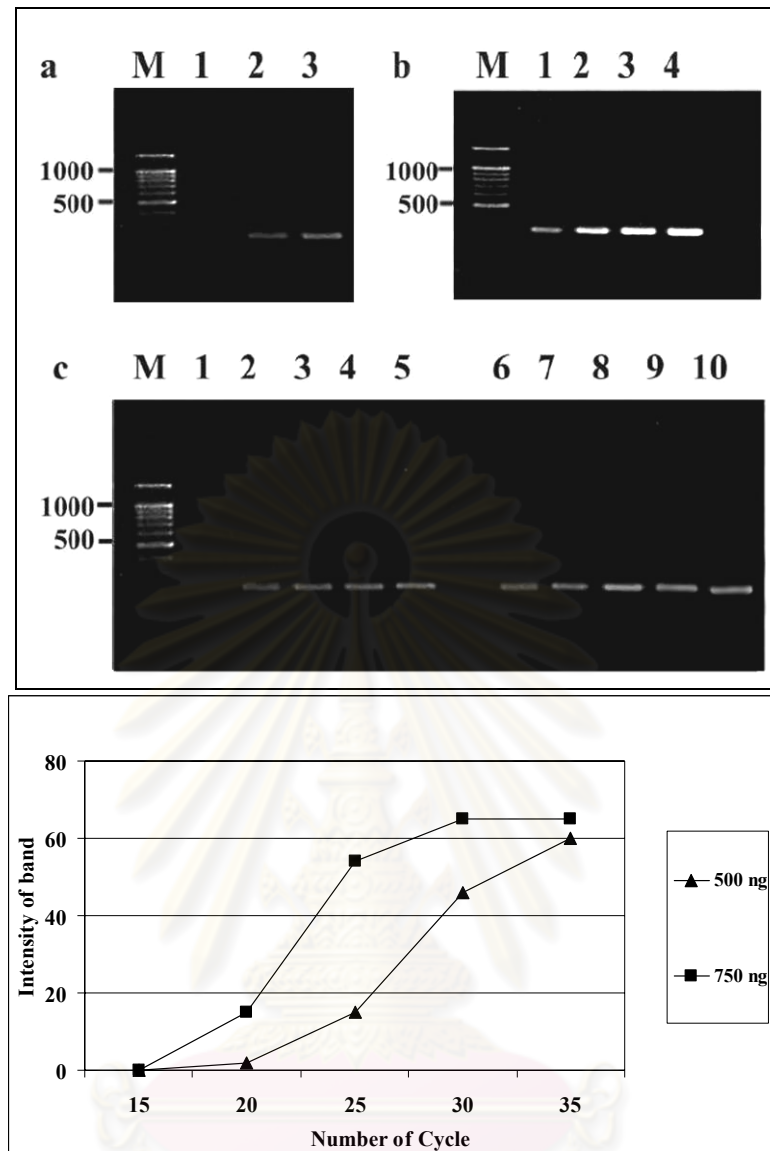 a M 1 2 3
1000
500
b M 1 2 3 4
1000
500
c M 1 2 3 4 5 6 7 8 9 10
1000
500
80
60
40
20
0
15 20 25 30 35
Intensity of band
Number of Cycle
500 ng
750 ng